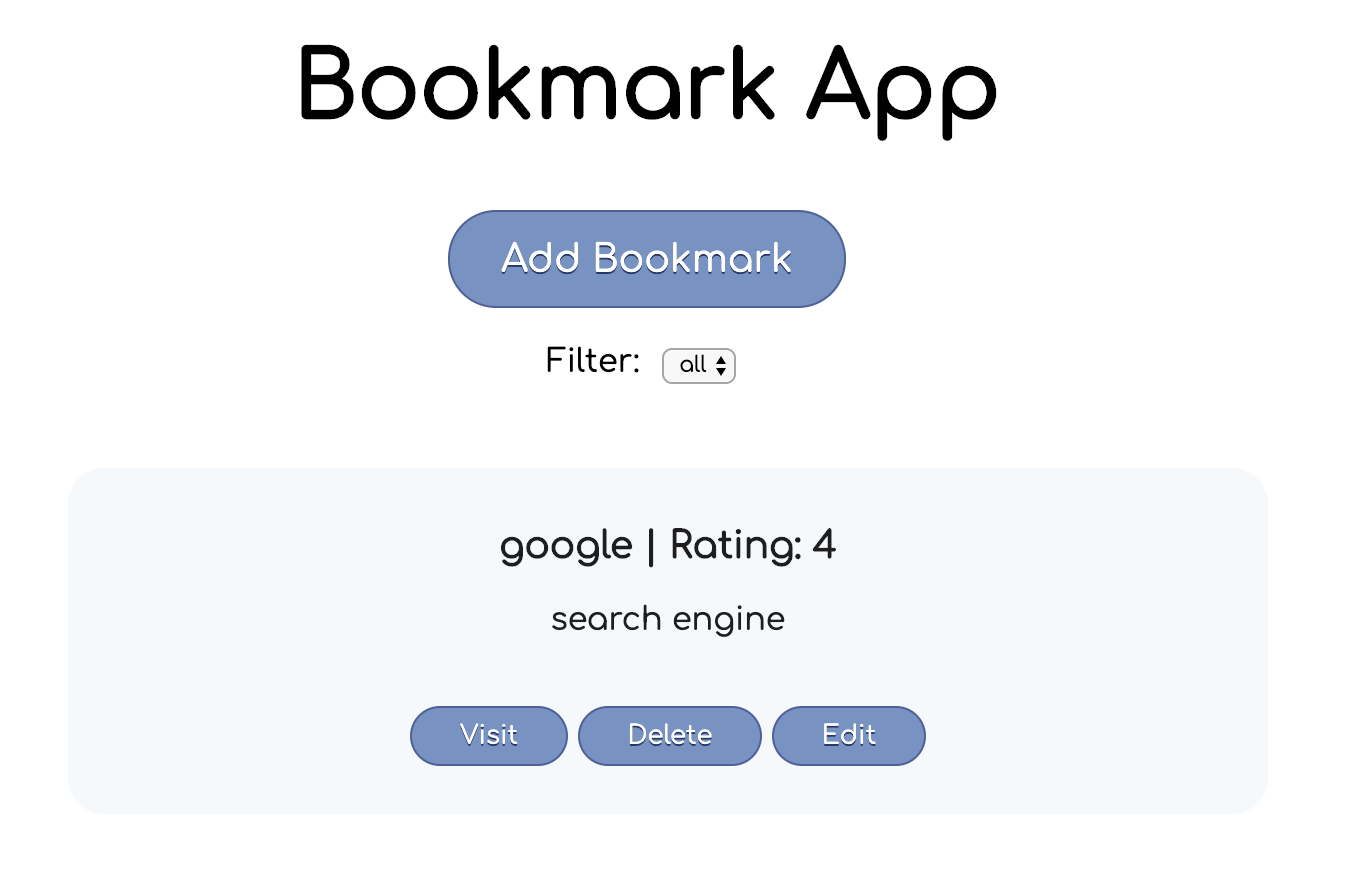 Bookmark App
Add Bookmark
Filter: all
google | Rating: 4
search engine
Visit Delete Edit